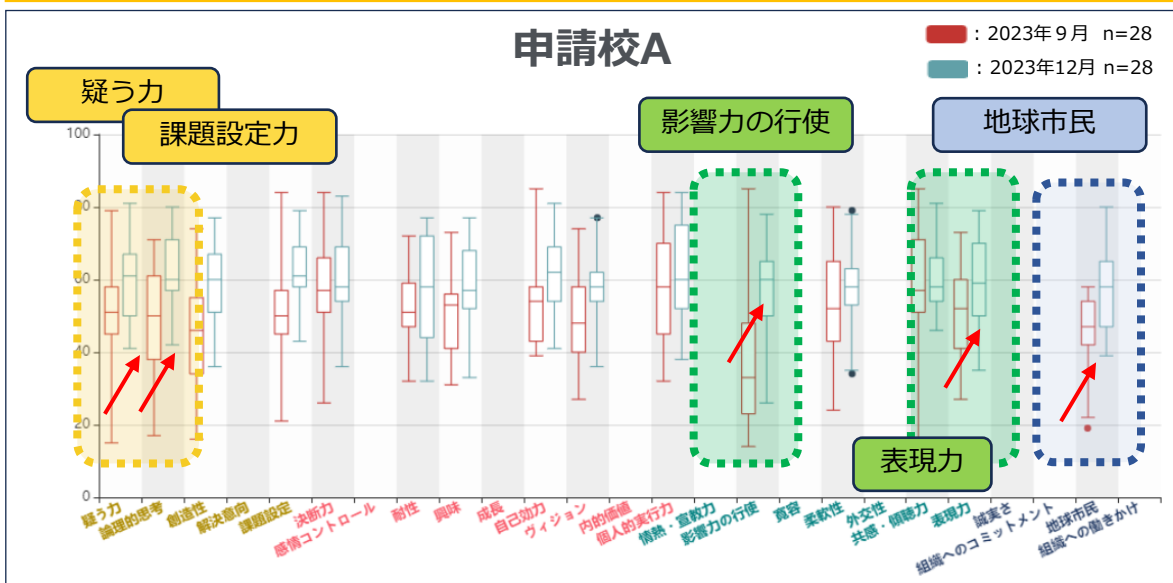 申請校A
: 2023年９月 n=28
: 2023年12月 n=28
疑う力
課題設定力
影響力の行使
地球市民
表現力
100
80
60
40
20
0
疑う力
論理的思考
創造性
解決意向
課題設定
決断力
感情コントロール
耐性
興味
成長
自己効力
ヴィジョン
内的価値
個人的実行力
情熱・宣教力
影響力の行使
寛容
柔軟性
外交性
共感・傾聴力
表現力
誠実さ
組織へのコミットメント
地球市民
組織への働きかけ